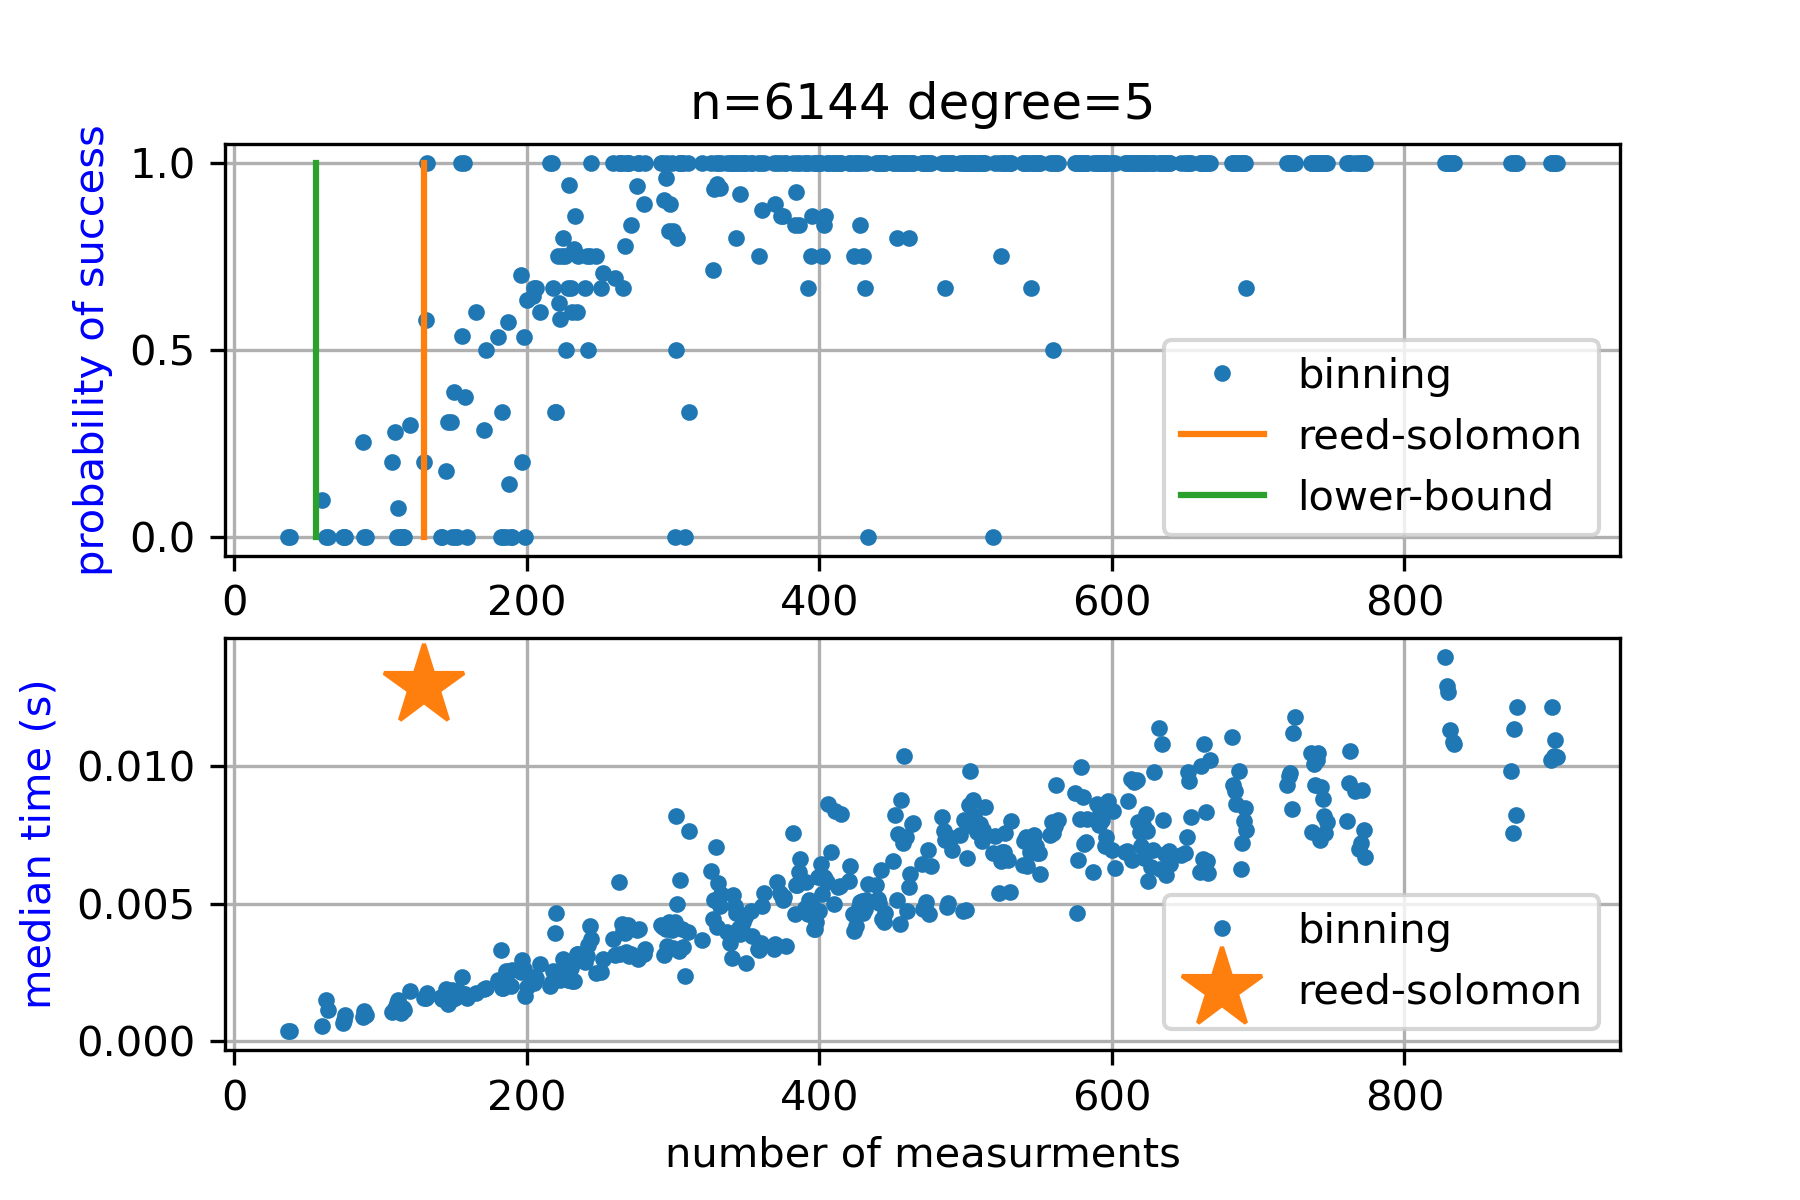 n=6144 degree=5
probability of success
1.0
0.5
0.0
binning
reed-solomon
lower-bound
0 200 400 600 800
median time (s)
0.010
0.005
0.000
binning
reed-solomon
0 200 400 600 800
number of measurments